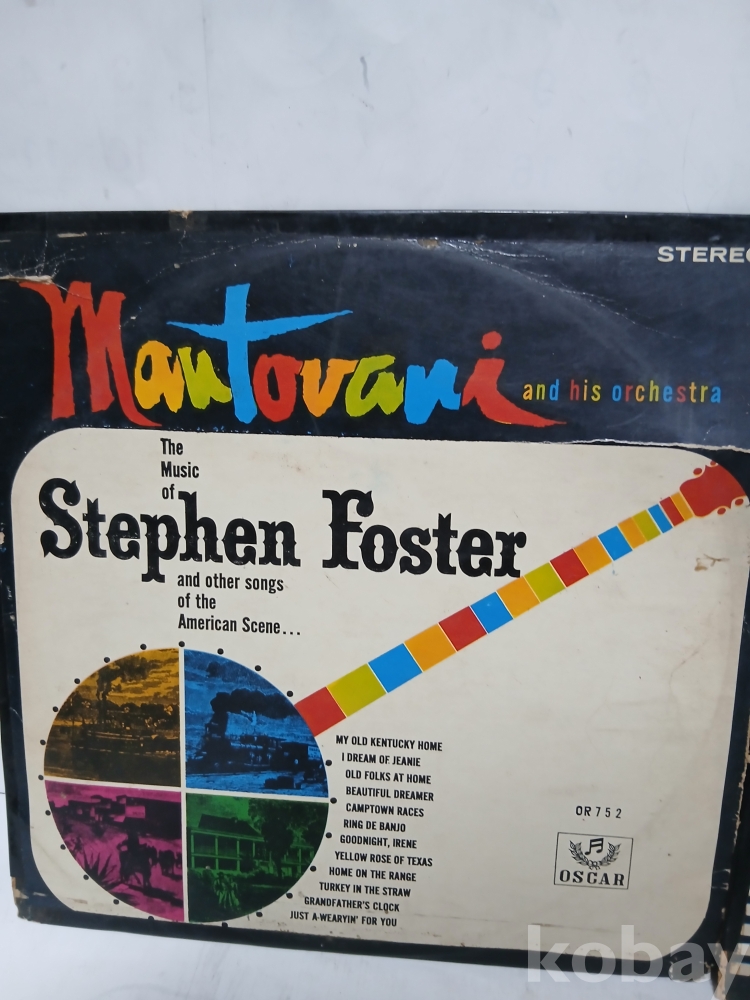 STEREO
Mantovani
and his orchestra
The
Music
of
Stephen Foster
and other songs
of the
American Scene...
MY OLD KENTUCKY HOME
I DREAM OF JEANIE
OLD FOLKS AT HOME
BEAUTIFUL DREAMER
CAMPTOWN RACES
RING DE BANJO
GOODNIGHT, IRENE
YELLOW ROSE OF TEXAS
HOME ON THE RANGE
TURKEY IN THE STRAW
GRANDFATHER'S CLOCK
JUST A-WEARYIN' FOR YOU
OR 752
OSCAR
kobay